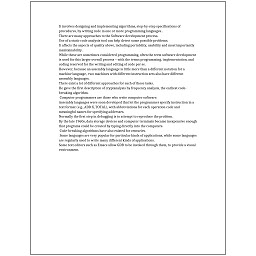 It involves designing and implementing algorithms, step-by-step specifications of
procedures, by writing code in one or more programming languages.
There are many approaches to the Software development process.
Use of a static code analysis tool can help detect some possible problems.
It affects the aspects of quality above, including portability, usability and most importantly
maintainability.
While these are sometimes considered programming, often the term software development
is used for this larger overall process – with the terms programming, implementation, and
coding reserved for the writing and editing of code per se.
However, because an assembly language is little more than a different notation for a
machine language, two machines with different instruction sets also have different
assembly languages.
There exist a lot of different approaches for each of those tasks.
He gave the first description of cryptanalysis by frequency analysis, the earliest code-
breaking algorithm.
Computer programmers are those who write computer software.
Assembly languages were soon developed that let the programmer specify instruction in a
text format (e.g., ADD X, TOTAL), with abbreviations for each operation code and
meaningful names for specifying addresses.
Normally the first step in debugging is to attempt to reproduce the problem.
By the late 1960s, data storage devices and computer terminals became inexpensive enough
that programs could be created by typing directly into the computers.
Code-breaking algorithms have also existed for centuries.
Some languages are very popular for particular kinds of applications, while some languages
are regularly used to write many different kinds of applications.
Some text editors such as Emacs allow GDB to be invoked through them, to provide a visual
environment.